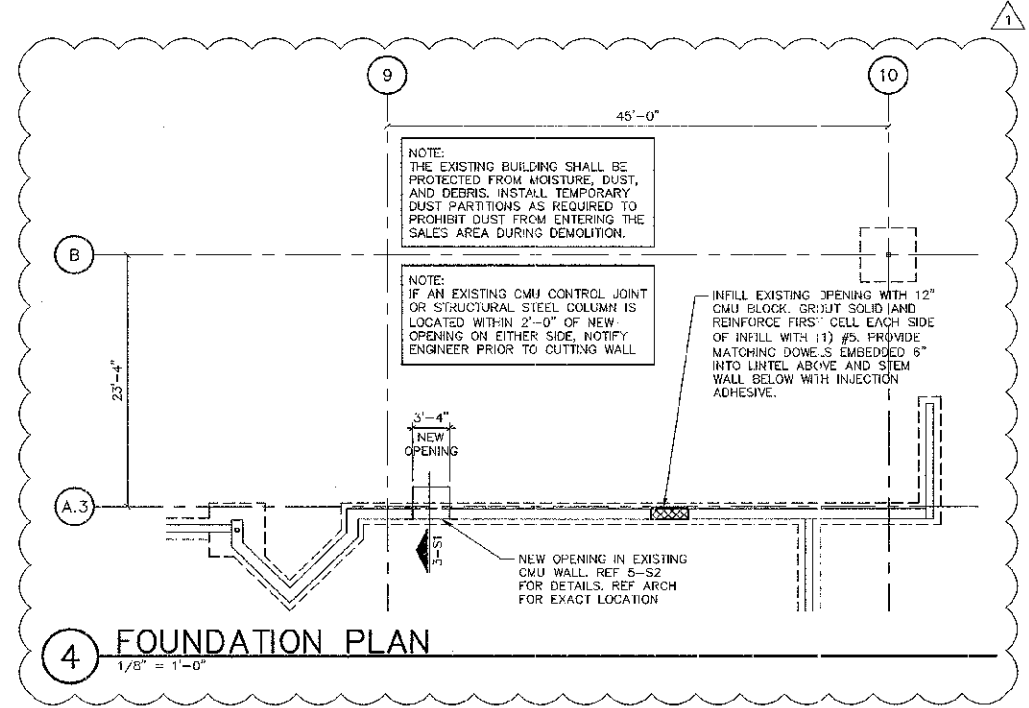 1
9
10
45'-0"
NOTE:
THE EXISTING BUILDING SHALL BE
PROTECTED FROM MOISTURE, DUST,
AND DEBRIS. INSTALL TEMPORARY
DUST PARTITIONS AS REQUIRED TO
PROHIBIT DUST FROM ENTERING THE
SALES AREA DURING DEMOLITION.
B
NOTE:
IF AN EXISTING CMU CONTROL JOINT
OR STRUCTURAL STEEL COLUMN IS
LOCATED WITHIN 2'-0" OF NEW
OPENING ON EITHER SIDE, NOTIFY
ENGINEER PRIOR TO CUTTING WALL
INFILL EXISTING OPENING WITH 12"
CMU BLOCK. GROUT SOLID AND
REINFORCE FIRST CELL EACH SIDE
OF INFILL WITH (1) #5. PROVIDE
MATCHING DOWELS EMBEDDED 6"
INTO LINTEL ABOVE AND STEM
WALL BELOW WITH INJECTION
ADHESIVE.
23'-4"
3'-4"
NEW
OPENING
A.3
3-S1
NEW OPENING IN EXISTING
CMU WALL. REF 5-S2
FOR DETAILS. REF ARCH
FOR EXACT LOCATION
4
FOUNDATION PLAN
1/8" = 1'-0"